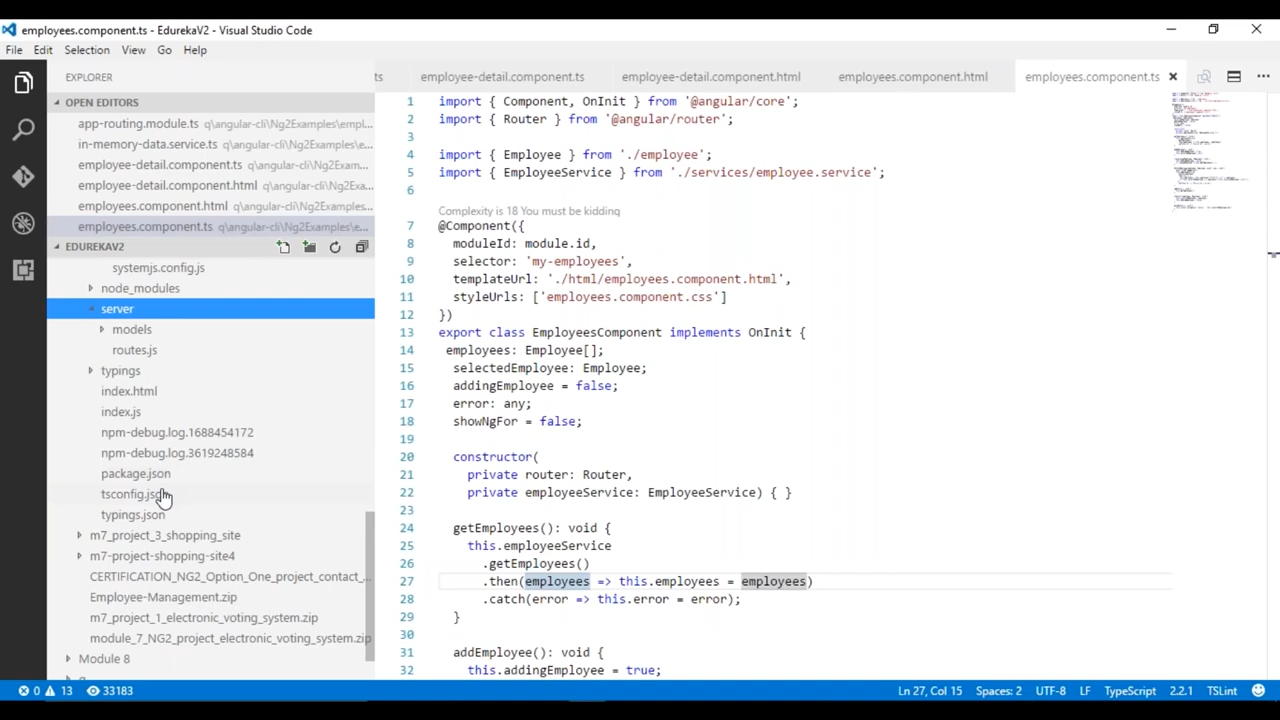 employees.component.ts - EdurekaV2 - Visual Studio Code
File Edit Selection View Go Help
EXPLORER
OPEN EDITORS
app-routing.module.ts q\angular-cli\Ng2Examples\empl...
in-memory-data.service.ts q\angular-cli\Ng2Examples\...
employee-detail.component.ts q\angular-cli\Ng2Exam...
employee-detail.component.html q\angular-cli\Ng2Ex...
employees.component.html q\angular-cli\Ng2Exampl...
employees.component.ts q\angular-cli\Ng2Examples\e...
EDUREKAV2
systemjs.config.js
node_modules
server
models
routes.js
typings
index.html
index.js
npm-debug.log.1688454172
npm-debug.log.3619248584
package.json
tsconfig.json
typings.json
m7_project_3_shopping_site
m7-project-shopping-site4
CERTIFICATION_NG2_Option_One_project_contact_...
Employee-Management.zip
m7_project_1_electronic_voting_system.zip
module_7_NG2_project_electronic_voting_system.zip
Module 8
ts employee-detail.component.ts employee-detail.component.html employees.component.html employees.component.ts
1 import { Component, OnInit } from '@angular/core';
2 import { Router } from '@angular/router';
3
4 import { Employee } from './employee';
5 import { EmployeeService } from './services/employee.service';
6
Complexity is 18 You must be kidding
7 @Component({
8 moduleId: module.id,
9 selector: 'my-employees',
10 templateUrl: './html/employees.component.html',
11 styleUrls: ['employees.component.css']
12 })
13 export class EmployeesComponent implements OnInit {
14 employees: Employee[];
15 selectedEmployee: Employee;
16 addingEmployee = false;
17 error: any;
18 showNgFor = false;
19
20 constructor(
21 private router: Router,
22 private employeeService: EmployeeService) { }
23
24 getEmployees(): void {
25 this.employeeService
26 .getEmployees()
27 .then(employees => this.employees = employees)
28 .catch(error => this.error = error);
29 }
30
31 addEmployee(): void {
32 this.addingEmployee = true;
0 13 33183 Ln 27, Col 15 Spaces: 2 UTF-8 LF TypeScript 2.2.1 TSLint